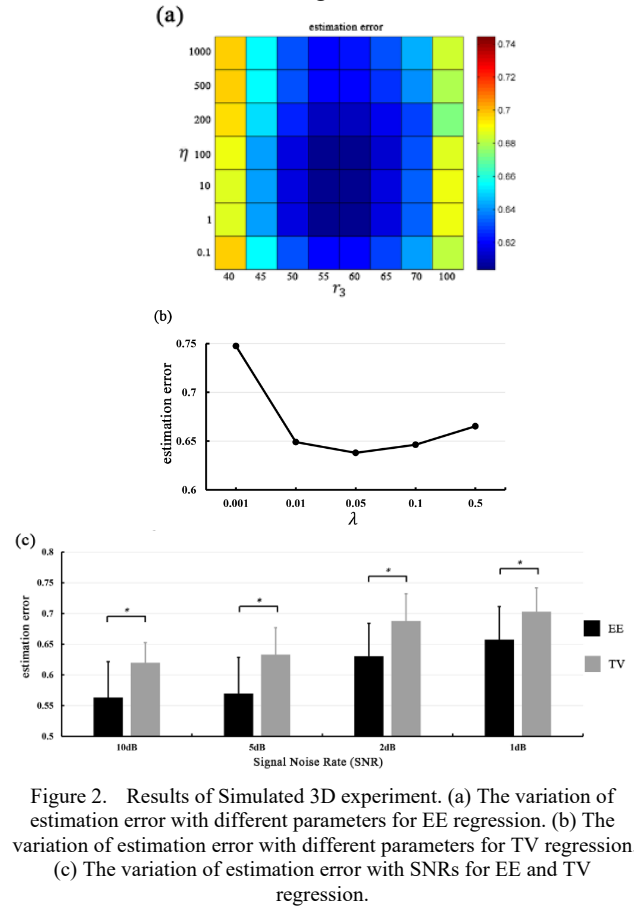 (a)
estimation error
1000
500
200
100
10
1
0.1
η
40 45 50 55 60 65 70 100
r3
0.74
0.7
0.68
0.66
0.64
0.62
(b)
estimation error
0.75
0.7
0.65
0.6
0.001 0.01 0.05 0.1 0.5
λ
(c)
estimation error
0.8
0.75
0.7
0.65
0.6
0.55
0.5
* * * *
EE
TV
10dB 5dB 2dB 1dB
Signal Noise Rate (SNR)
Figure 2. Results of Simulated 3D experiment. (a) The variation of
estimation error with different parameters for EE regression. (b) The
variation of estimation error with different parameters for TV regression.
(c) The variation of estimation error with SNRs for EE and TV
regression.